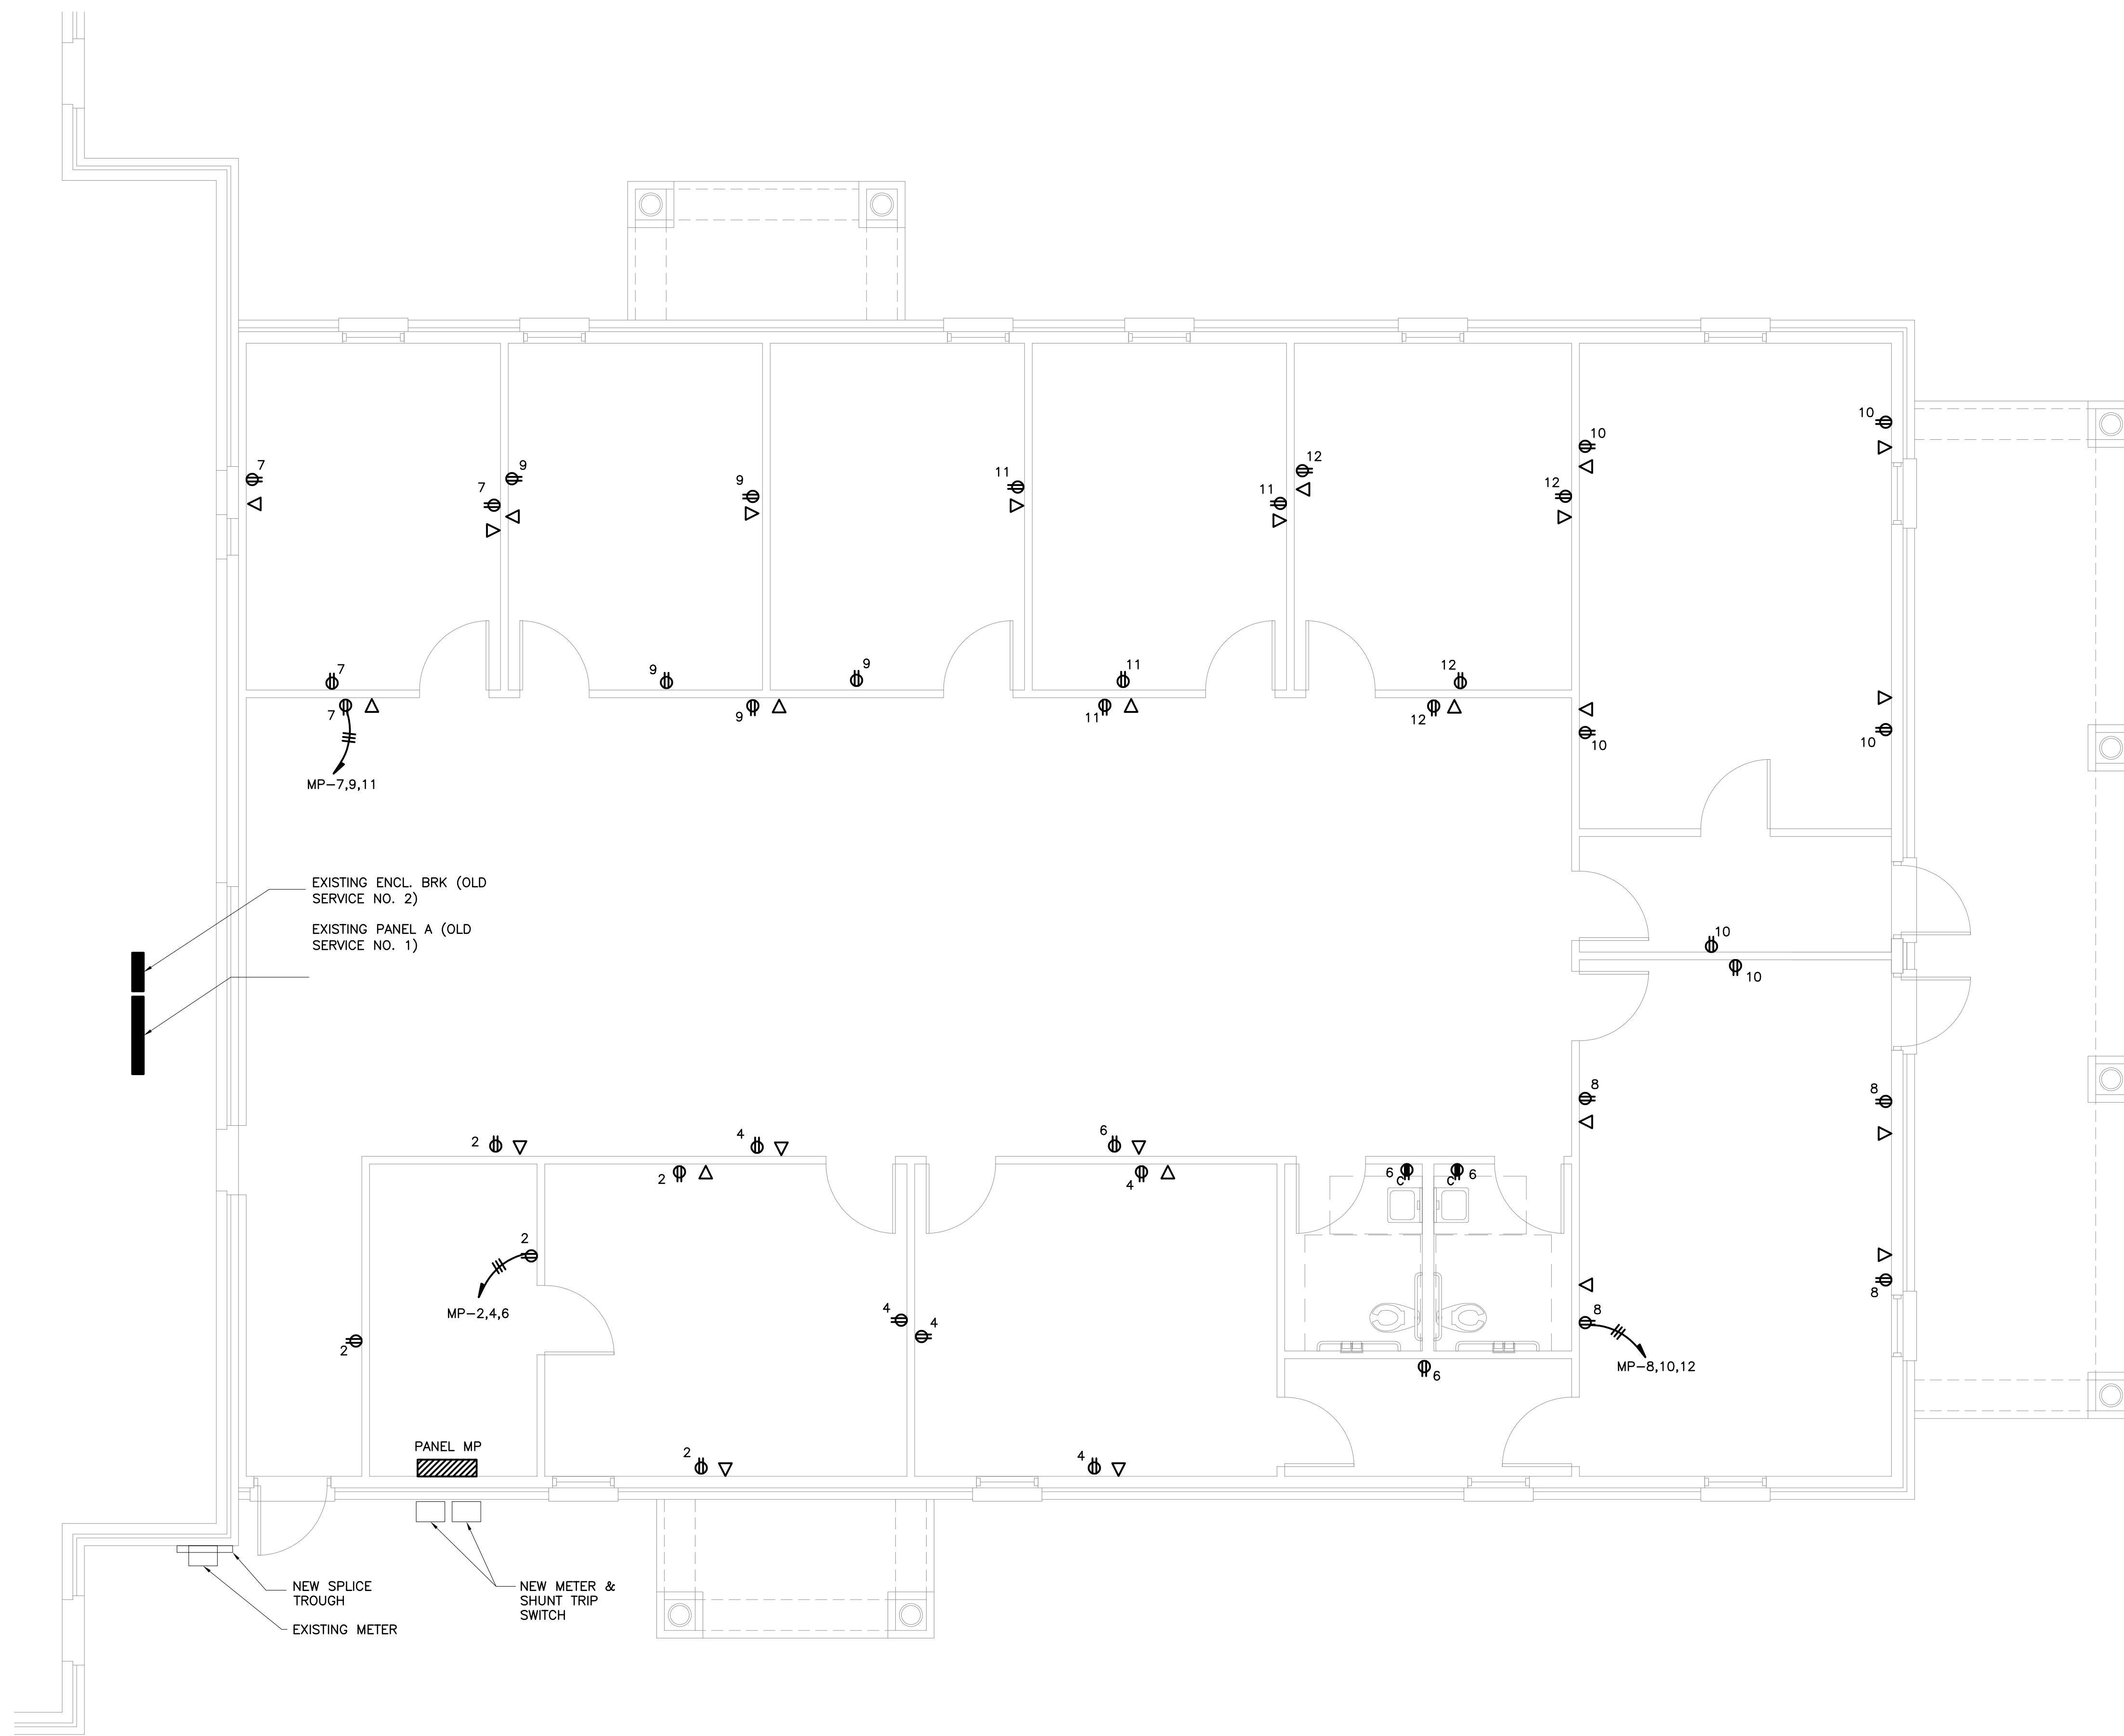 10
10
12
7
9
11
9
12
7
11
7
9
9
11
12
10
7
9
11
12
10
10
MP-7,9,11
EXISTING ENCL. BRK (OLD
SERVICE NO. 2)
EXISTING PANEL A (OLD
SERVICE NO. 1)
10
10
8
8
2
4
6
2
4
6
C
C
6
2
MP-2,4,6
8
4
8
4
2
MP-8,10,12
6
PANEL MP
2
4
NEW SPLICE
TROUGH
EXISTING METER
NEW METER &
SHUNT TRIP
SWITCH